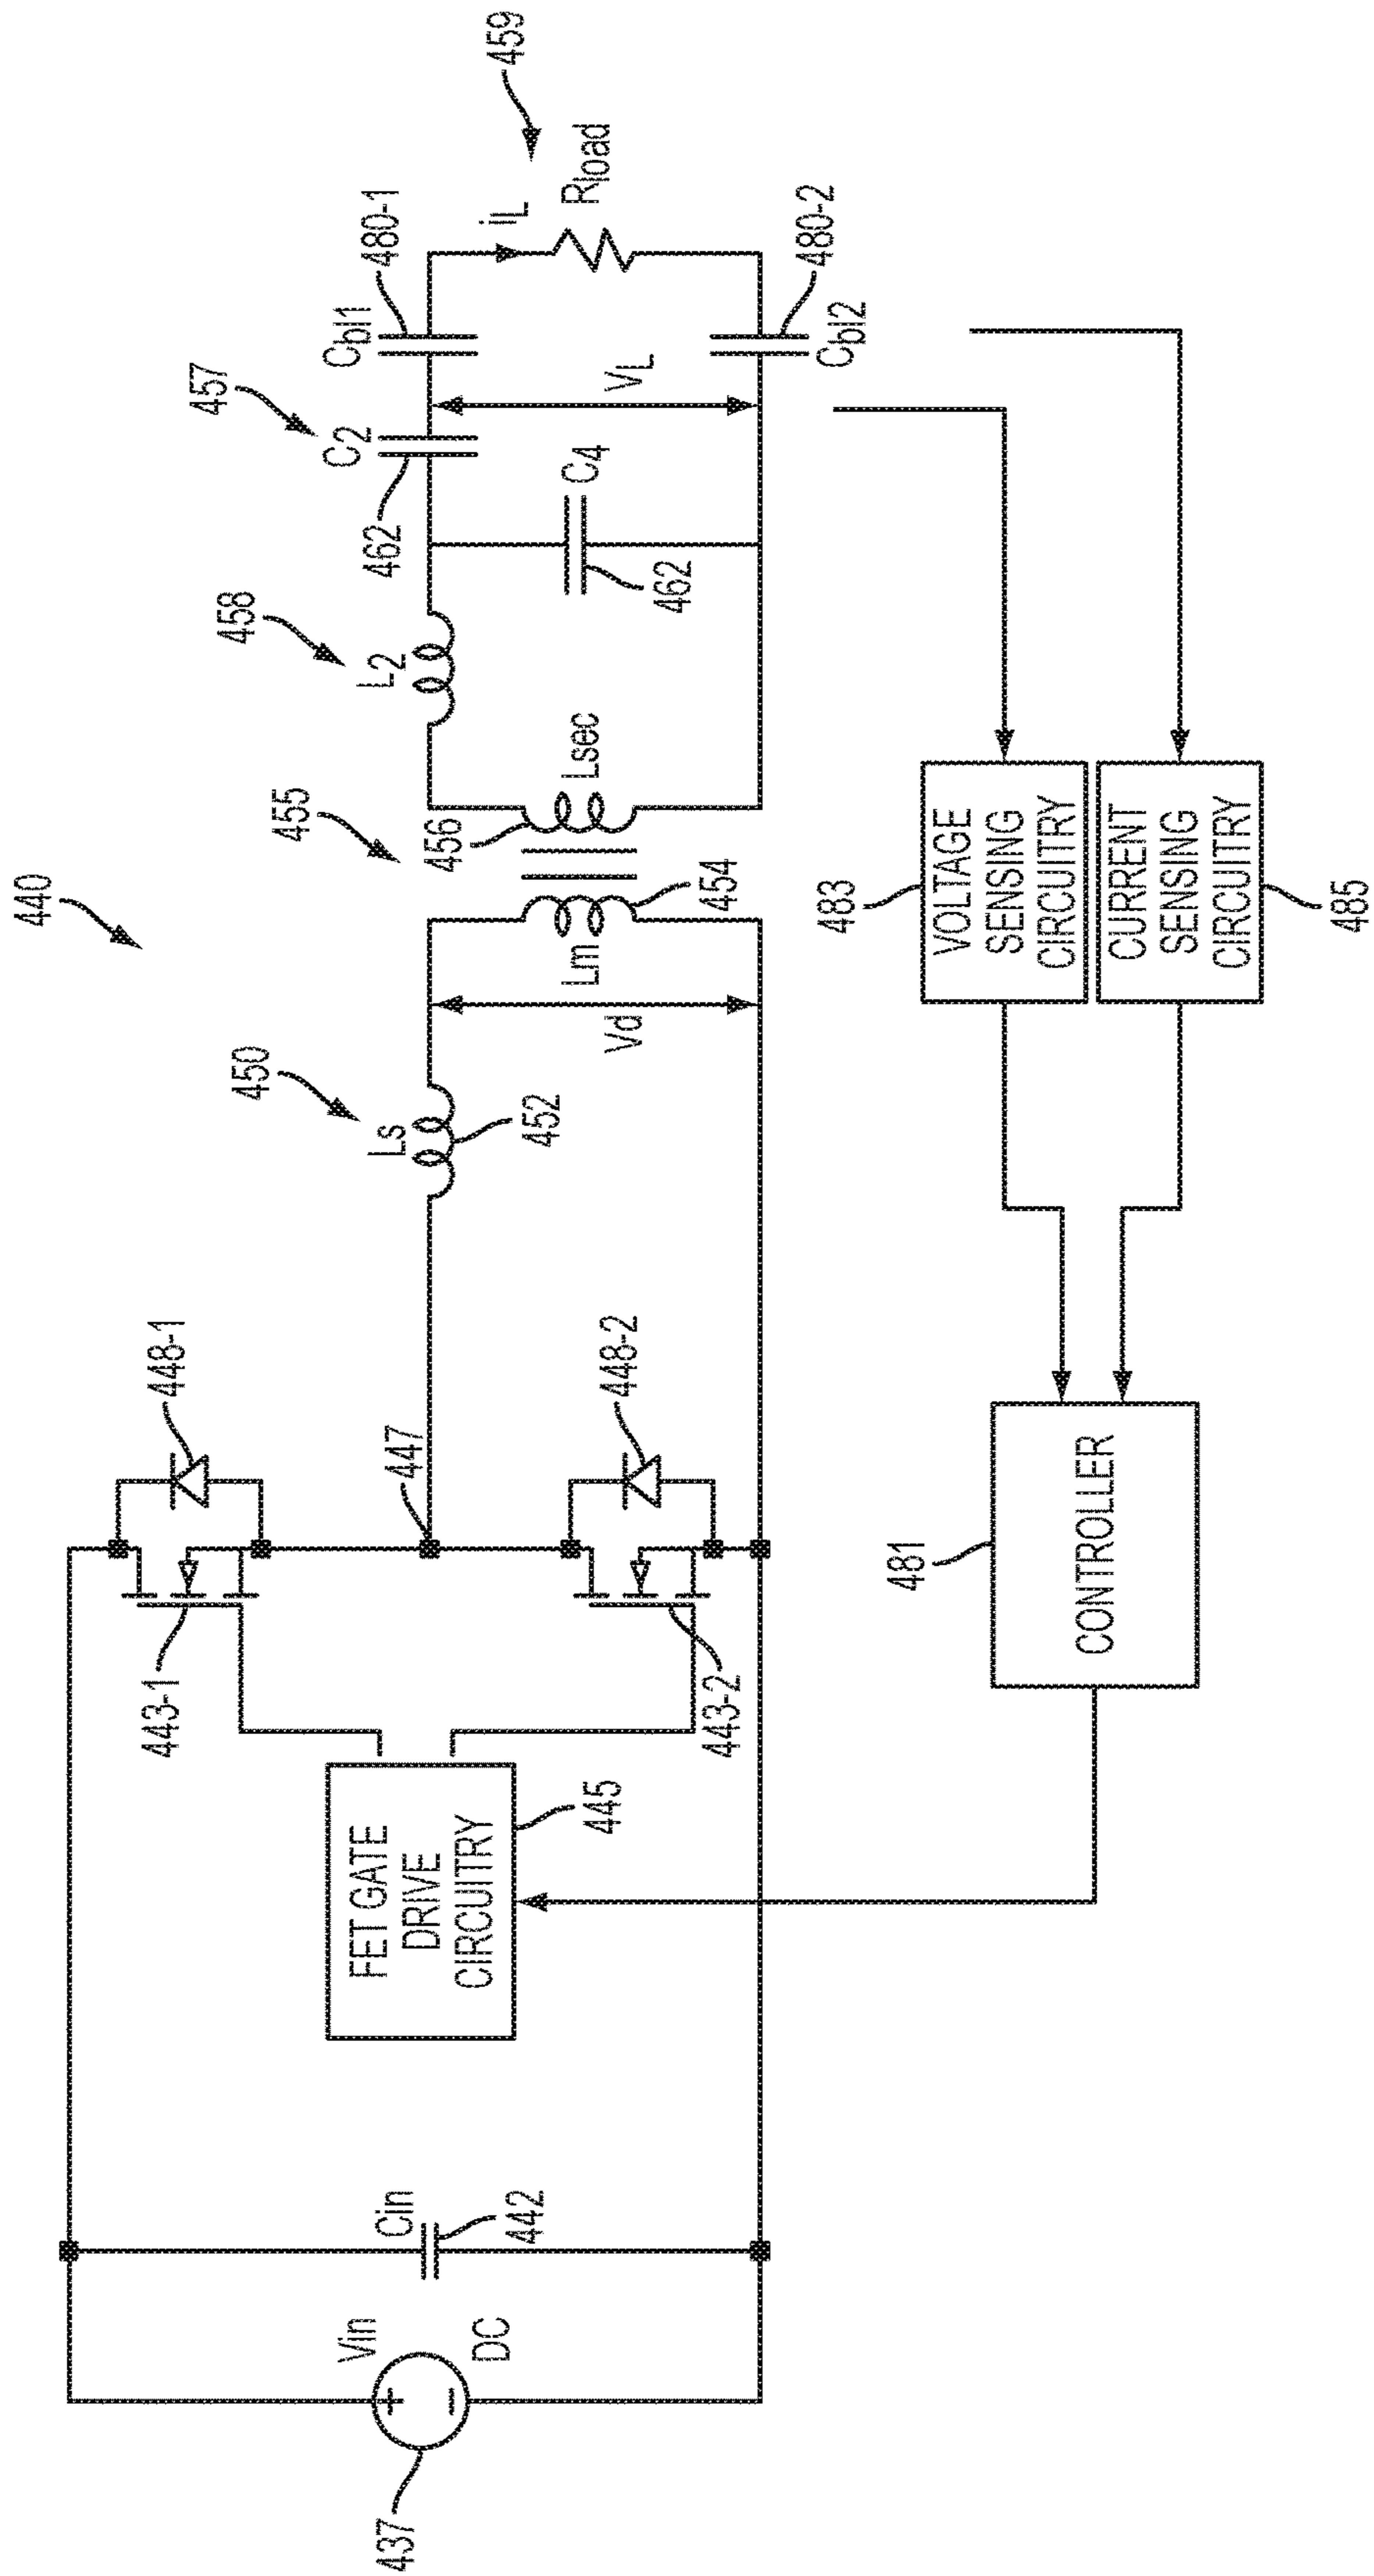 440
437
Vin
DC
Cin
442
FET GATE
DRIVE
CIRCUITRY
445
443-1
448-1
443-2
448-2
447
450
Ls
452
Vd
Lm
454
455
456
Lsec
458
L2
462
C2
457
C4
462
VL
Cbl1
480-1
iL
Rload
459
Cbl2
480-2
481
CONTROLLER
483
VOLTAGE
SENSING
CIRCUITRY
CURRENT
SENSING
CIRCUITRY
485